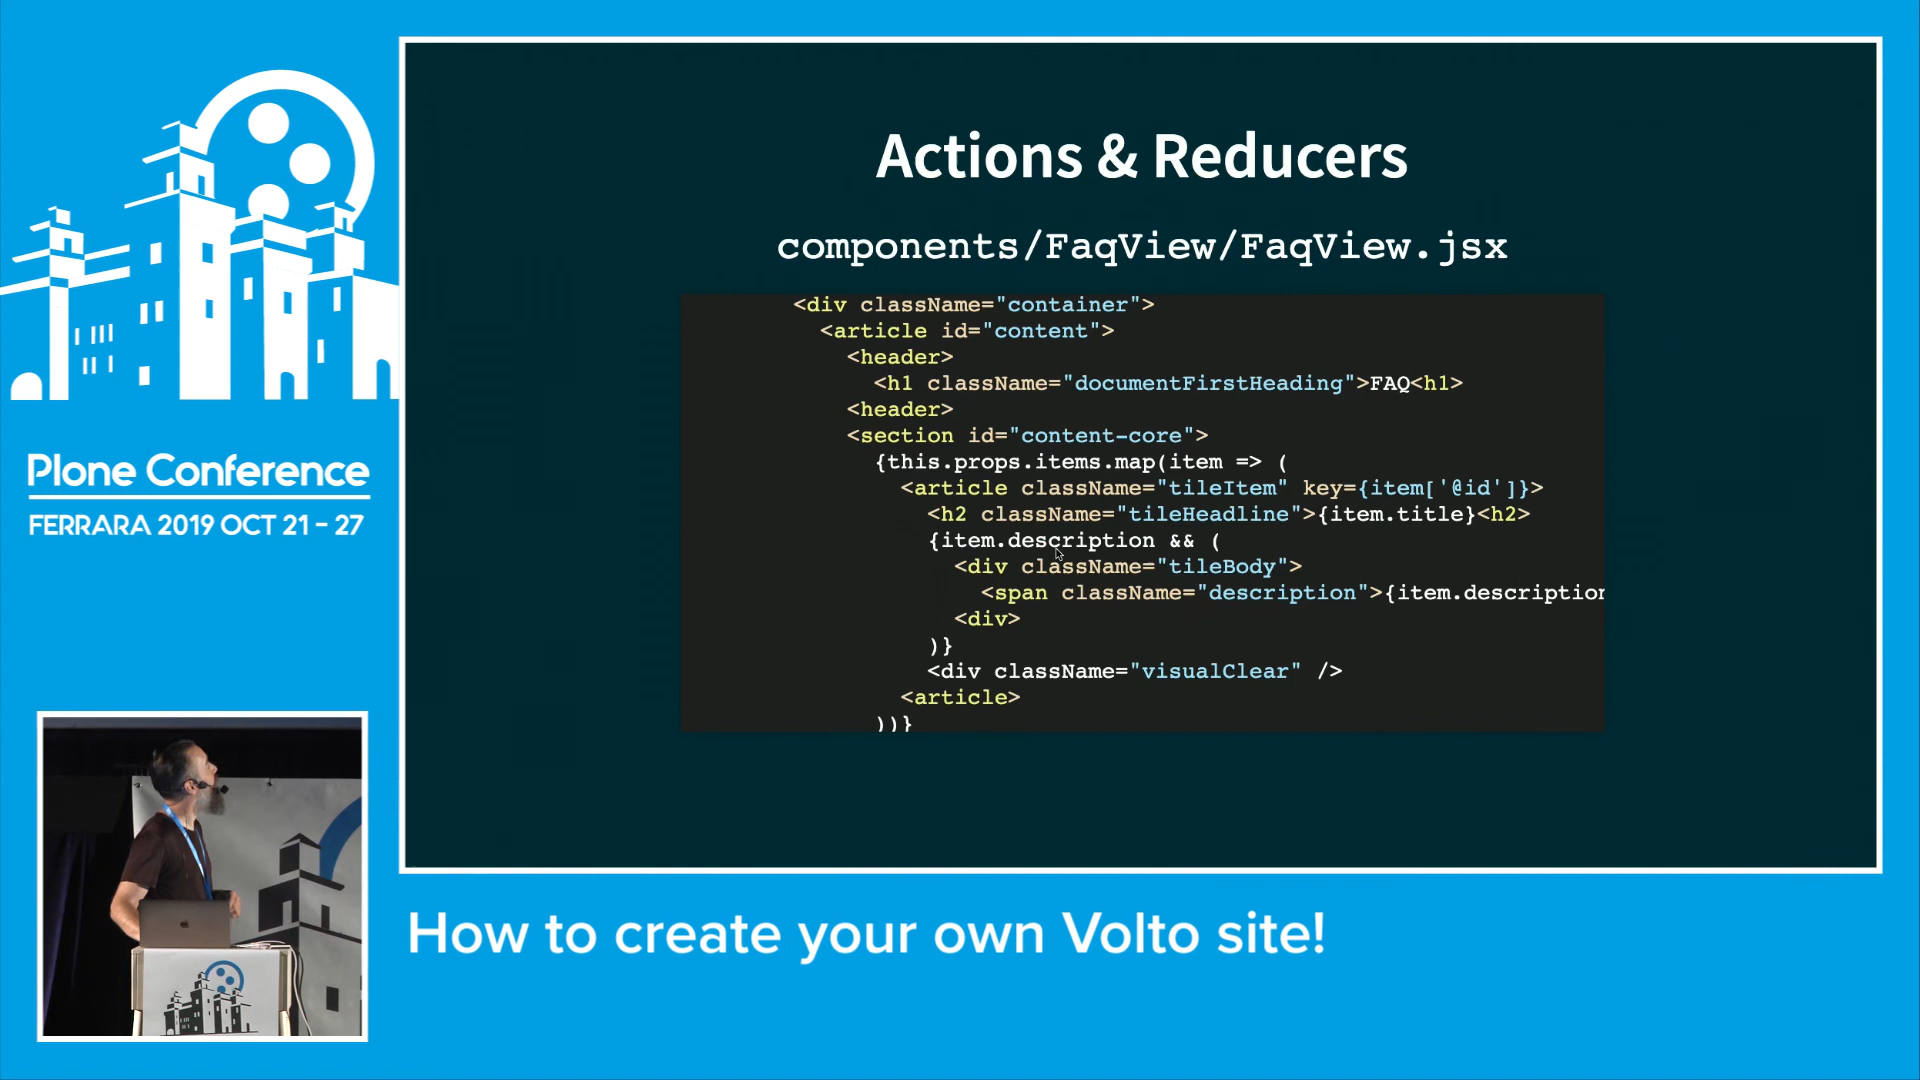 Plone Conference
FERRARA 2019 OCT 21 - 27
Actions & Reducers
components/FaqView/FaqView.jsx
<div className="container">
<article id="content">
<header>
<h1 className="documentFirstHeading">FAQ<h1>
<header>
<section id="content-core">
{this.props.items.map(item => (
<article className="tileItem" key={item['@id']}>
<h2 className="tileHeadline">{item.title}<h2>
{item.description && (
<div className="tileBody">
<span className="description">{item.description
<div>
)}
<div className="visualClear" />
<article>
))}
How to create your own Volto site!